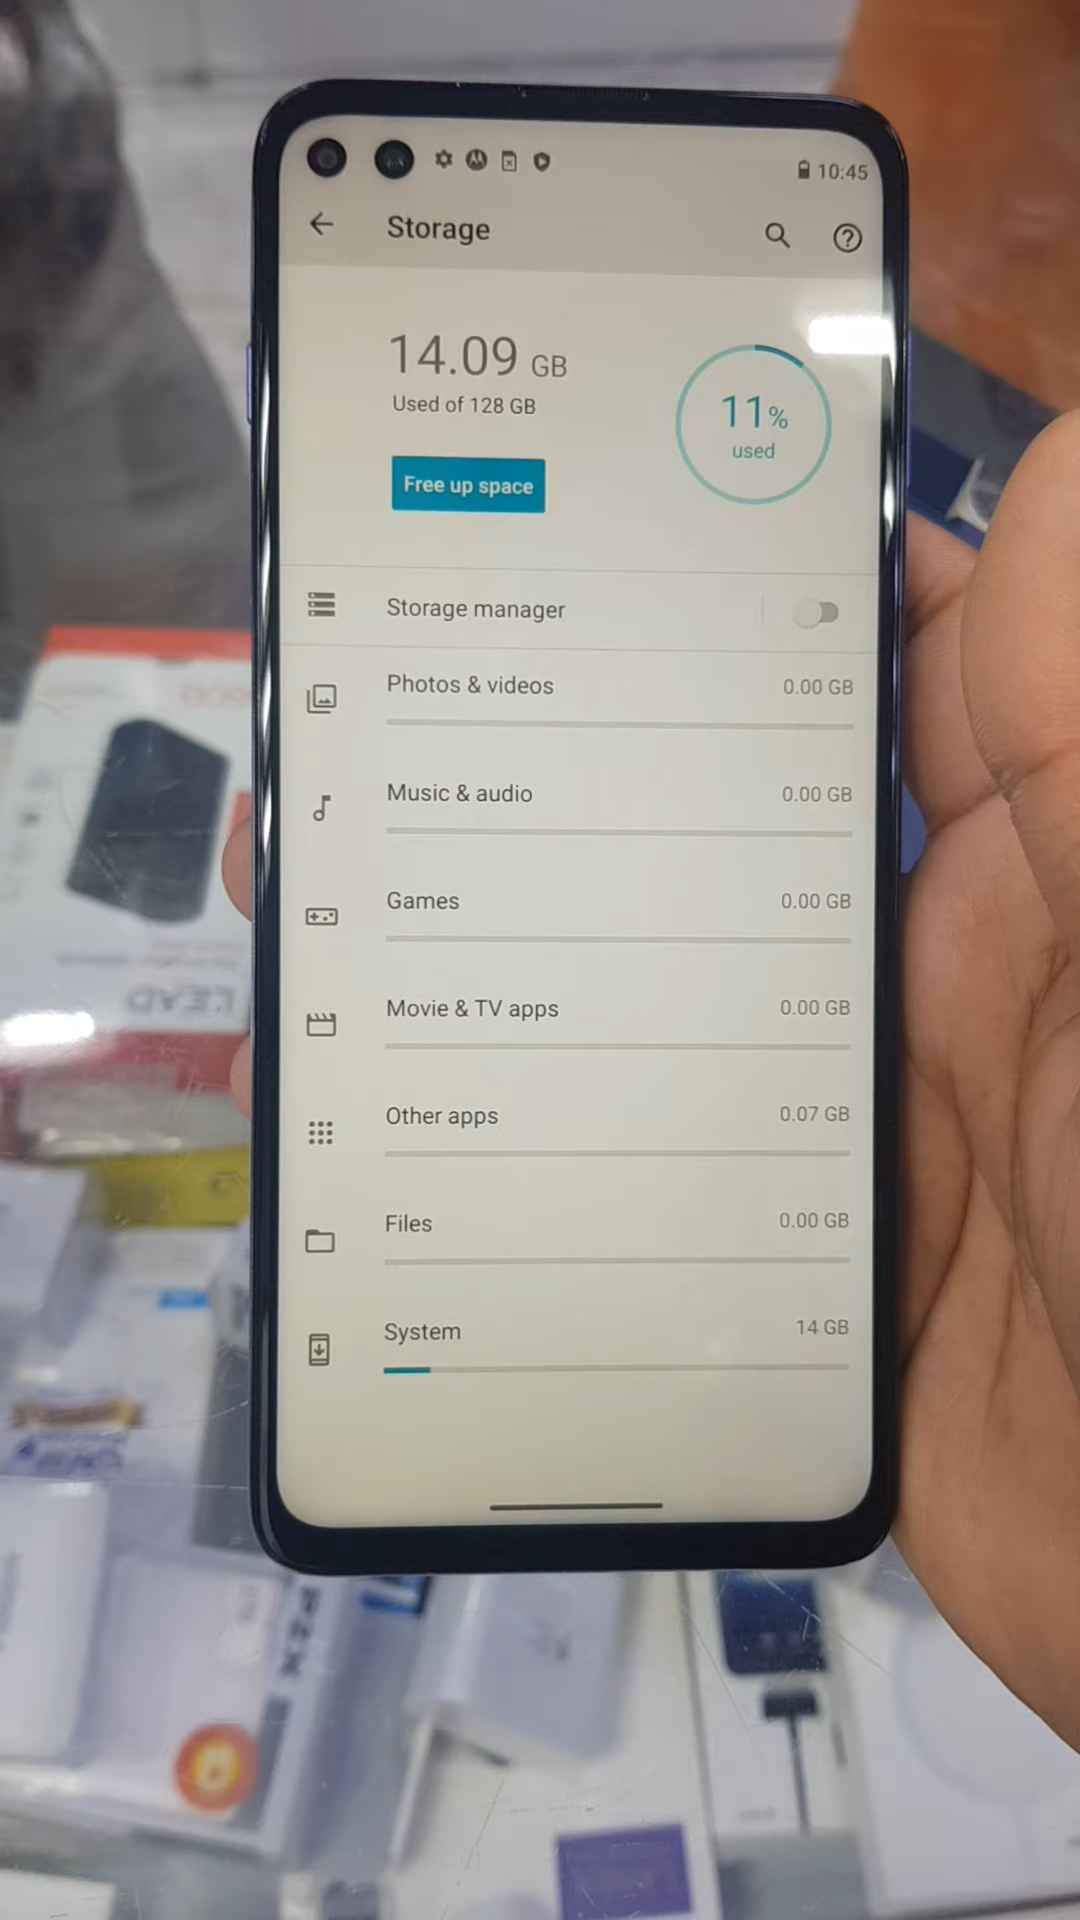 10:45
Storage
14.09 GB
Used of 128 GB
11%
used
Free up space
Storage manager
Photos & videos 0.00 GB
Music & audio 0.00 GB
Games 0.00 GB
Movie & TV apps 0.00 GB
Other apps 0.07 GB
Files 0.00 GB
System 14 GB
LEAD